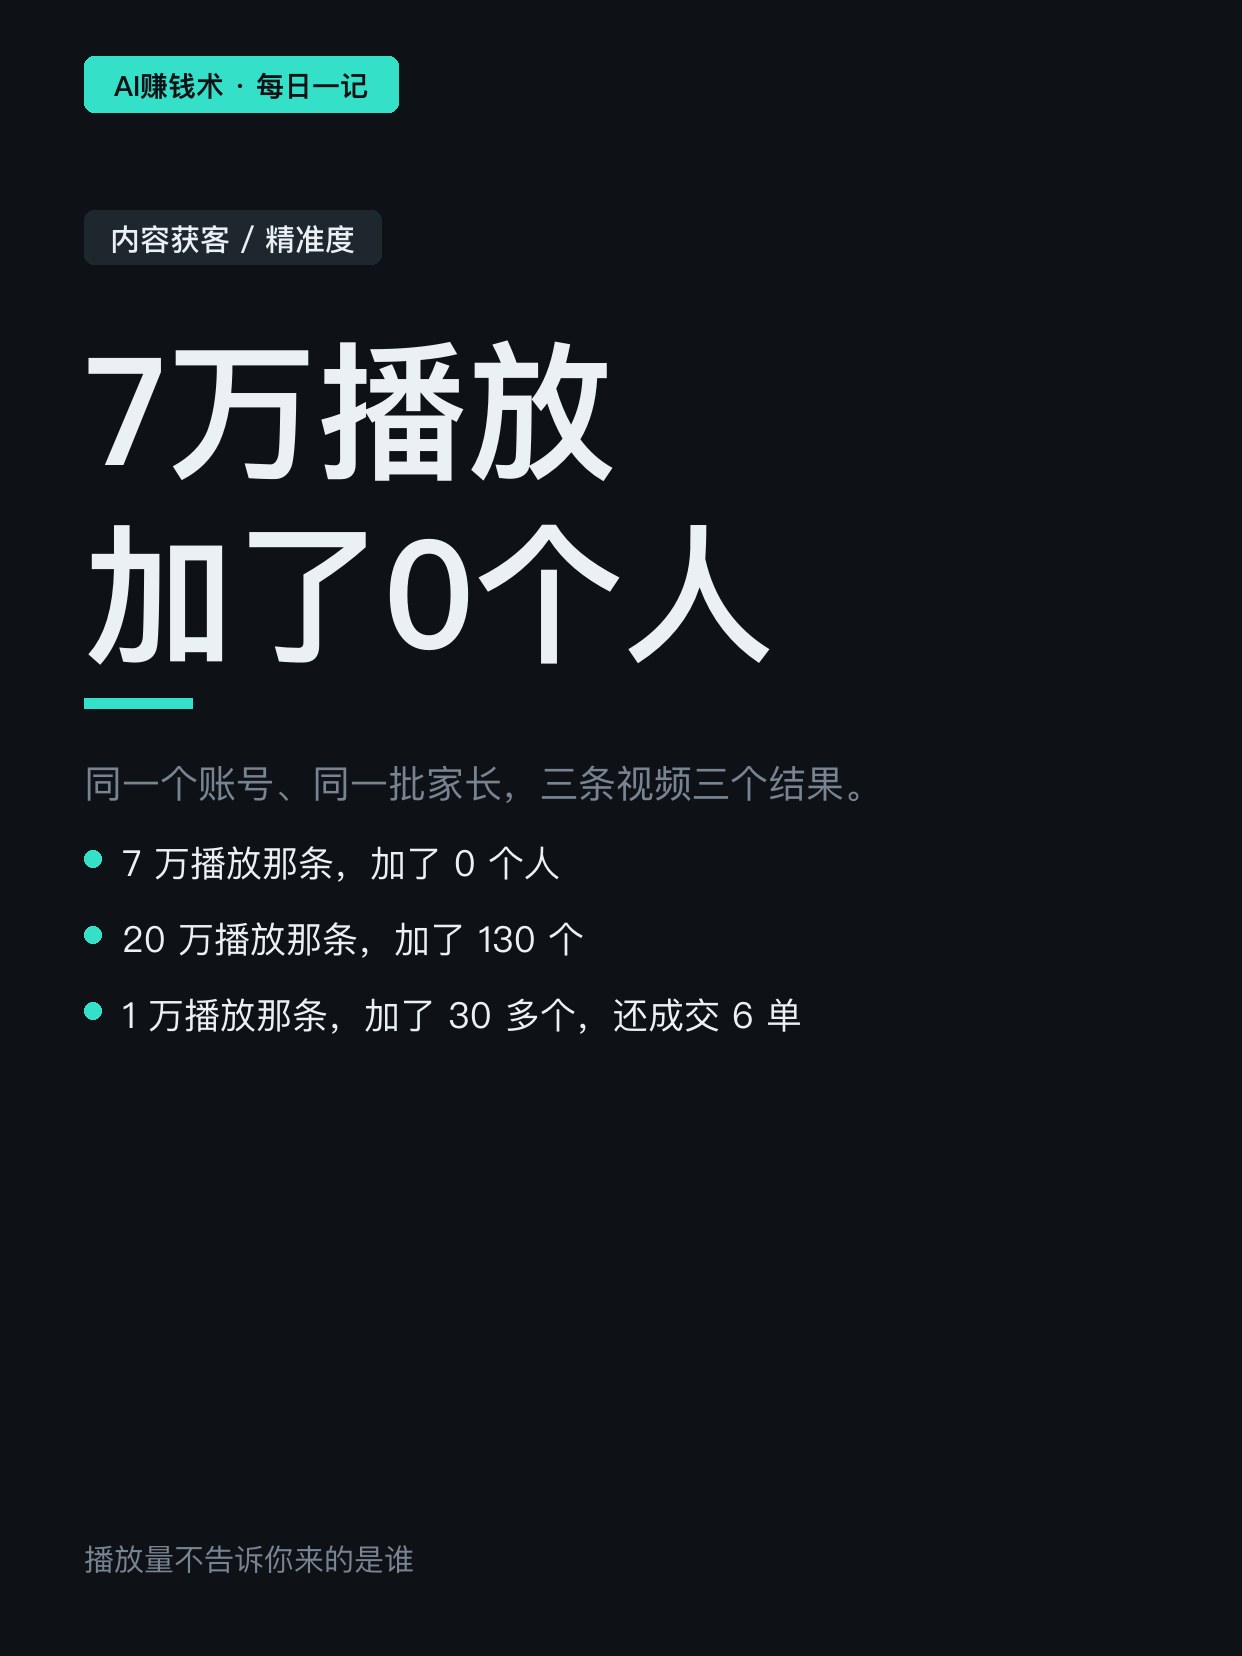 AI赚钱术 · 每日一记
内容获客 / 精准度
7万播放
加了0个人
同一个账号、同一批家长，三条视频三个结果。
7 万播放那条，加了 0 个人
20 万播放那条，加了 130 个
1 万播放那条，加了 30 多个，还成交 6 单
播放量不告诉你来的是谁